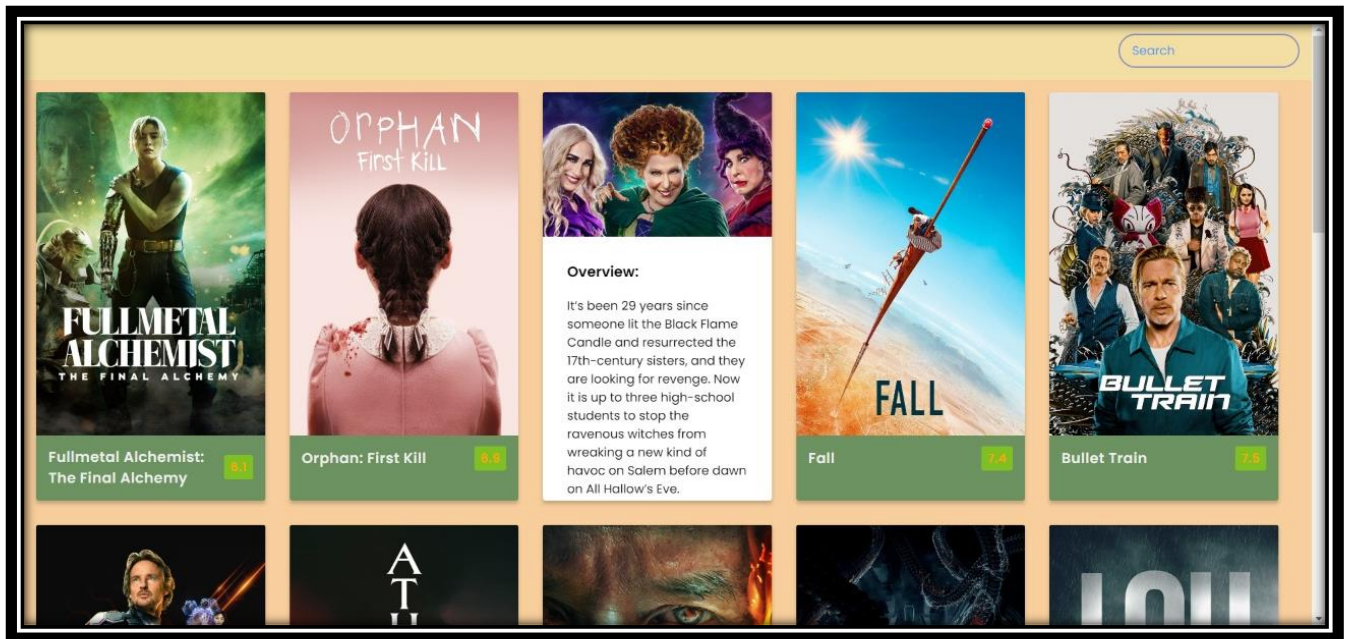 Search
ORPHAN
FIRST KILL
FULLMETAL
ALCHEMIST
THE FINAL ALCHEMY
FALL
BULLET
TRAIN
Overview:
It's been 29 years since
someone lit the Black Flame
Candle and resurrected the
17th-century sisters, and they
are looking for revenge. Now
it is up to three high-school
students to stop the
ravenous witches from
wreaking a new kind of
havoc on Salem before dawn
on All Hallow's Eve.
Fullmetal Alchemist:
The Final Alchemy
6.1
Orphan: First Kill
6.9
Fall
7.4
Bullet Train
7.5
A
T